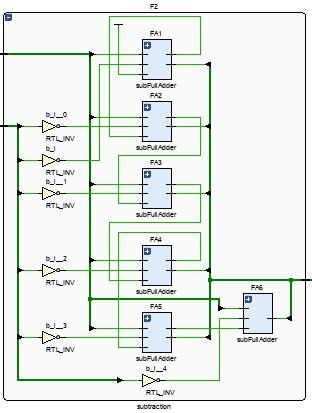 F2
FA1
subFullAdder
FA2
b_i__0
subFullAdder
RTL_INV
b_i
FA3
RTL_INV
b_i__1
subFullAdder
RTL_INV
FA4
b_i__2
subFullAdder
RTL_INV
FA6
FA5
b_i__3
subFullAdder
RTL_INV
subFullAdder
b_i__4
RTL_INV
subtraction